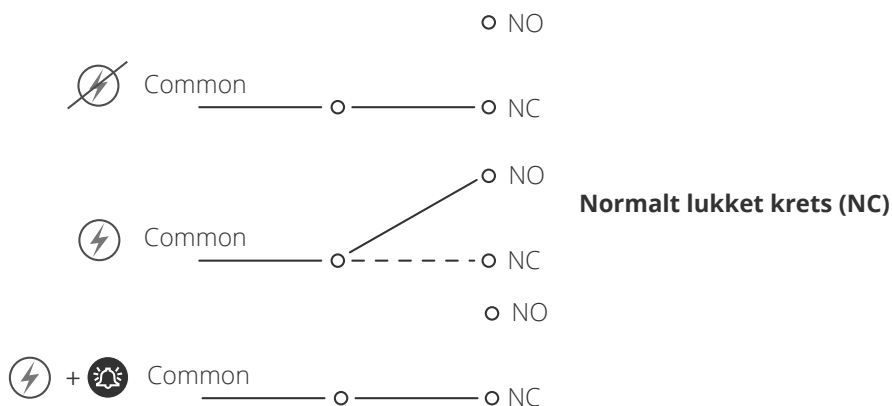 NO
Common
NC
NO
Normalt lukket krets (NC)
Common
NC
NO
+ Common
NC